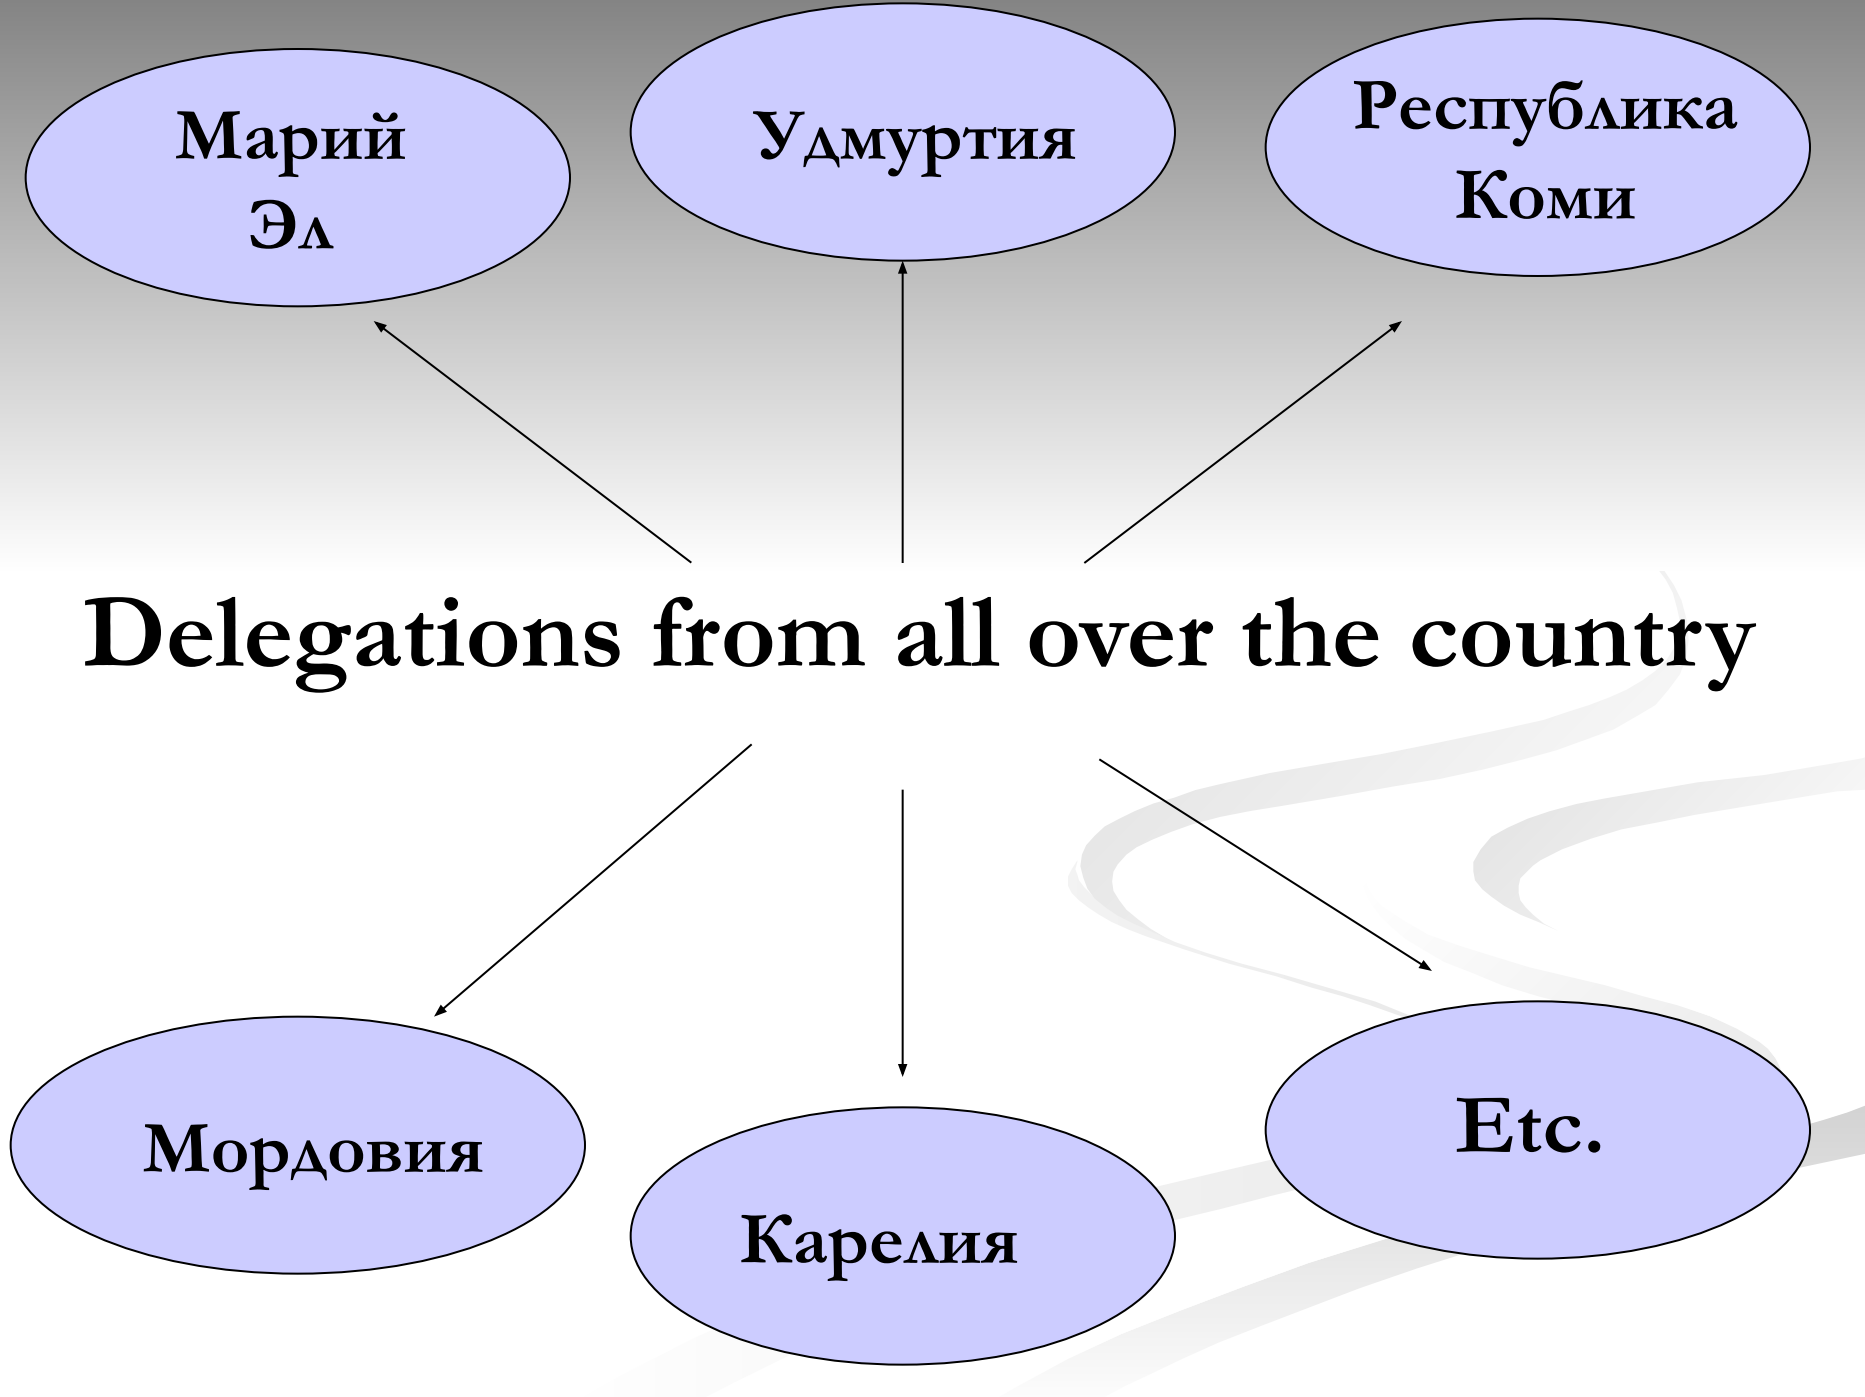 Марий
Эл
Удмуртия
Республика
Коми
Delegations from all over the country
Мордовия
Карелия
Etc.